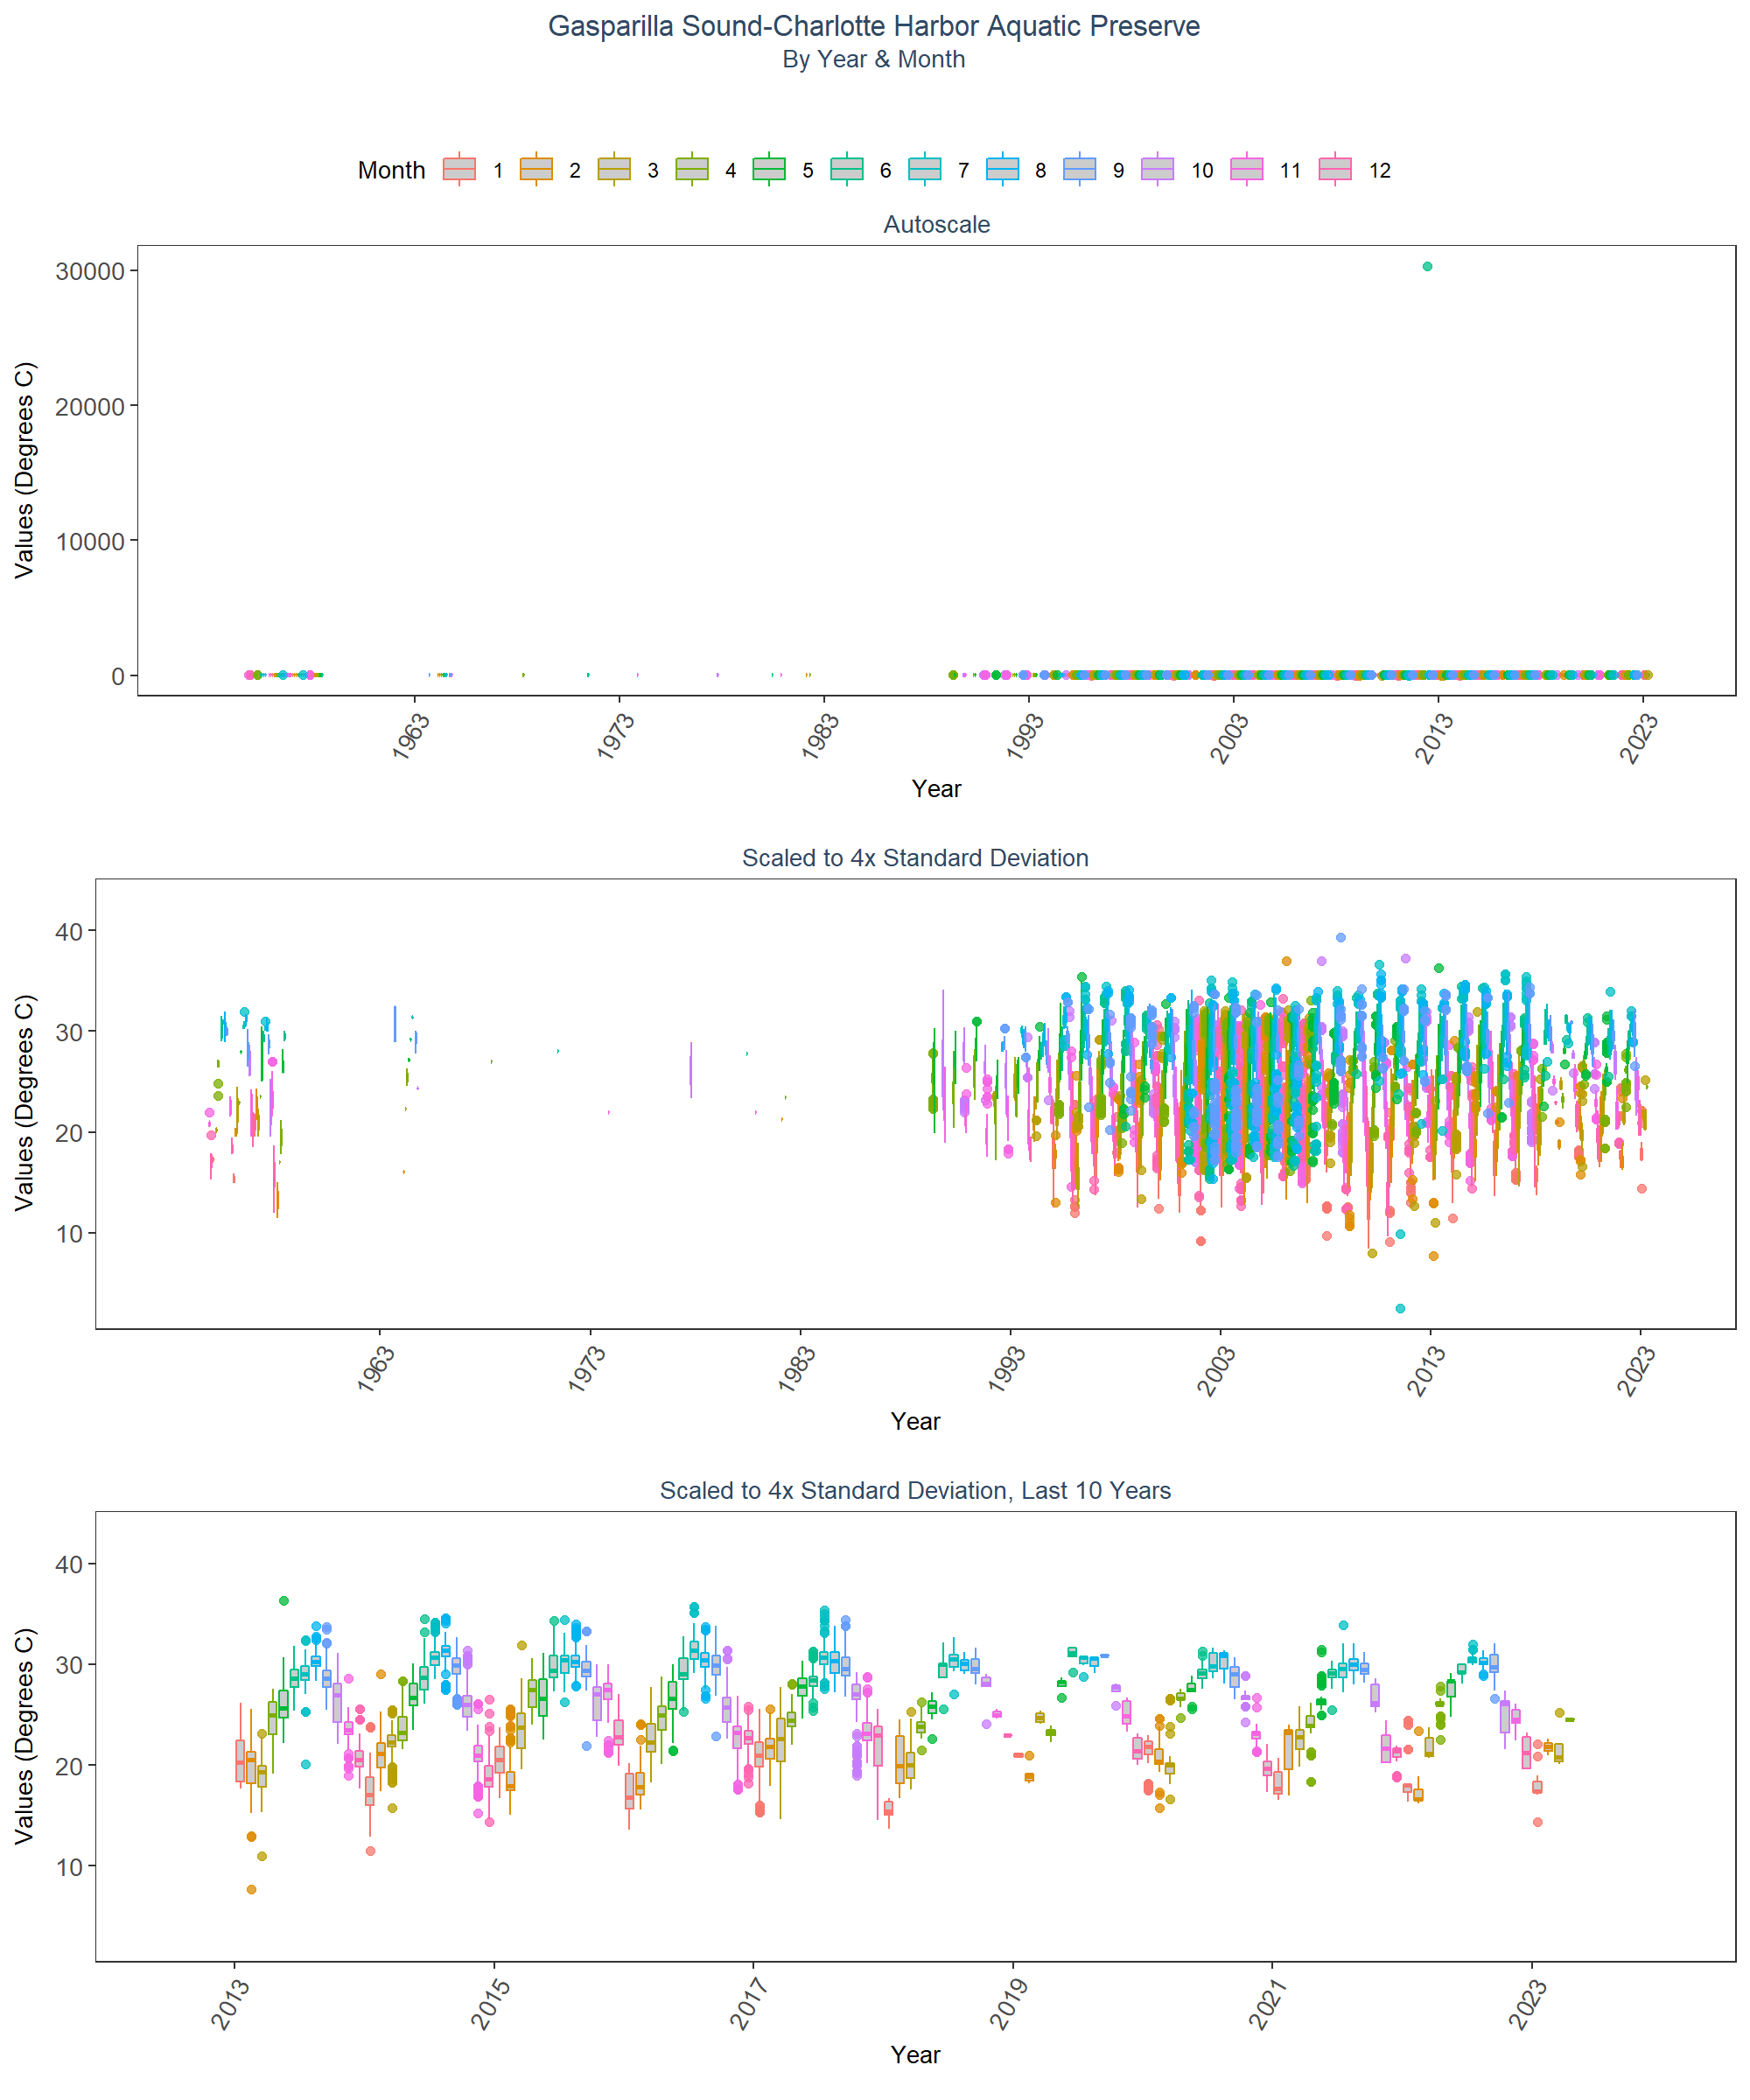 Gasparilla Sound-Charlotte Harbor Aquatic Preserve
By Year & Month
Month 1 2 3 4 5 6 7 8 9 10 11 12
Autoscale
Values (Degrees C)
30000
20000
10000
0
1963 1973 1983 1993 2003 2013 2023
Year
Scaled to 4x Standard Deviation
Values (Degrees C)
40
30
20
10
1963 1973 1983 1993 2003 2013 2023
Year
Scaled to 4x Standard Deviation, Last 10 Years
Values (Degrees C)
40
30
20
10
2013 2015 2017 2019 2021 2023
Year